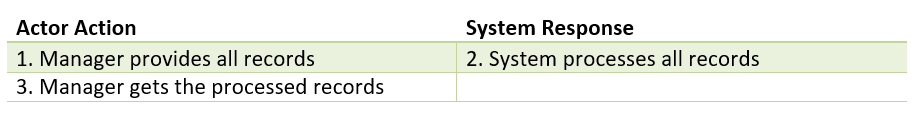 Actor Action System Response
1. Manager provides all records 2. System processes all records
3. Manager gets the processed records